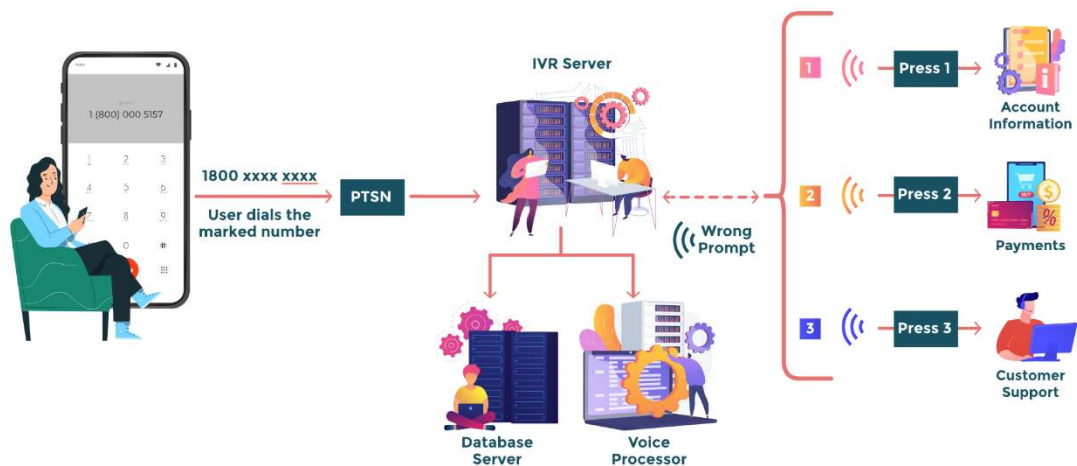 1 (800) 000 5157
1 2 3
4 5 6
7 8 9
0 #
1800 xxxx xxxx
User dials the
marked number
PTSN
IVR Server
Wrong
Prompt
Database
Server
Voice
Processor
1
Press 1
Account
Information
2
Press 2
BUY
$
%
Payments
3
Press 3
Customer
Support